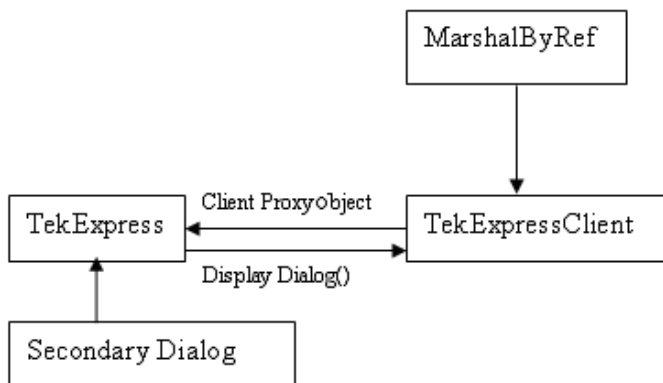 MarshalByRef
Client ProxyObject
TekExpress
TekExpressClient
Display Dialog()
Secondary Dialog